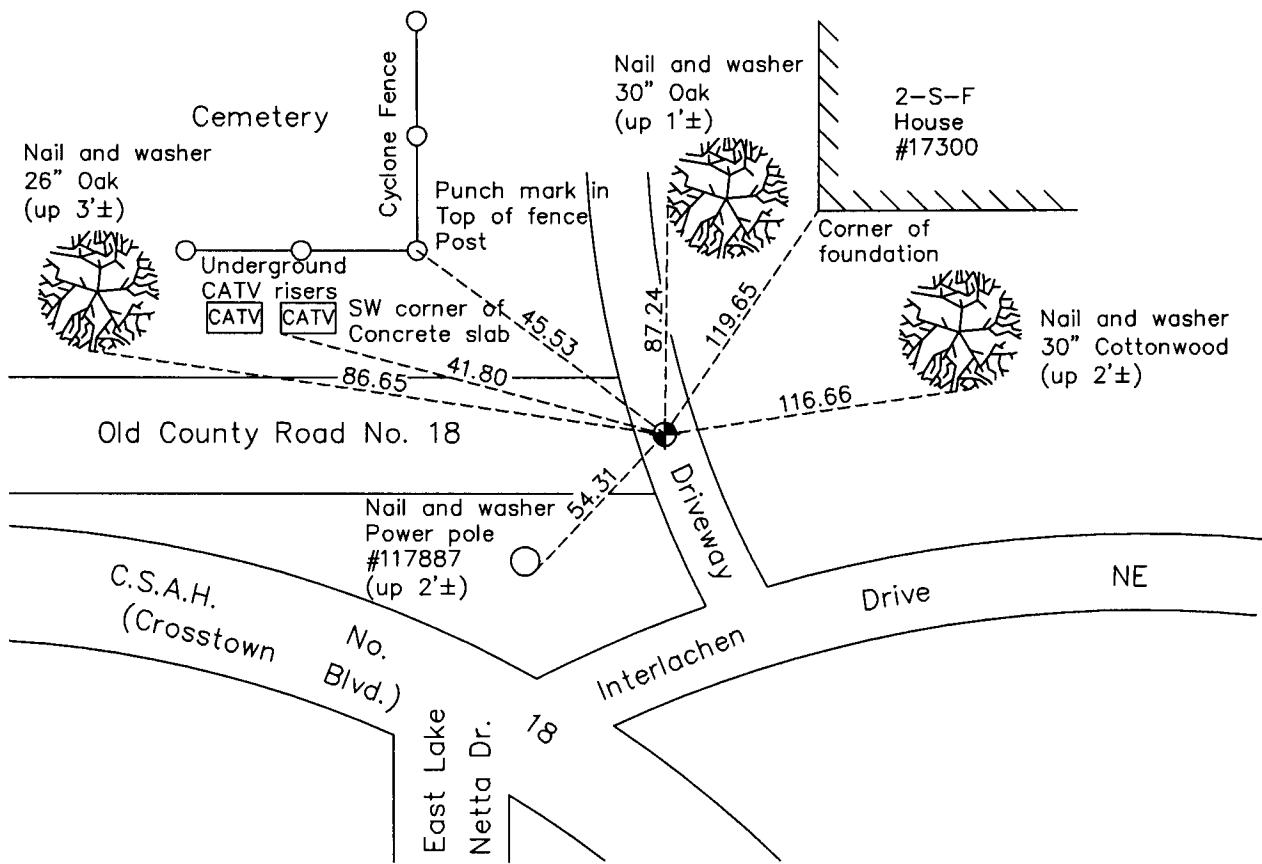 Nail and washer
30" Oak
(up 1'±)
2-S-F
House
#17300
Cemetery
Cyclone Fence
Nail and washer
26" Oak
(up 3'±)
Punch mark in
Top of fence
Post
Corner of
foundation
Underground
CATV risers
CATV
CATV
SW corner of
Concrete slab
Nail and washer
30" Cottonwood
(up 2'±)
45.53
87.24
119.65
86.65
41.80
116.66
Old County Road No. 18
54.31
Driveway
Nail and washer
Power pole
#117887
(up 2'±)
C.S.A.H. No. 18
(Crosstown Blvd.)
Interlachen Drive NE
East Lake
Netta Dr.